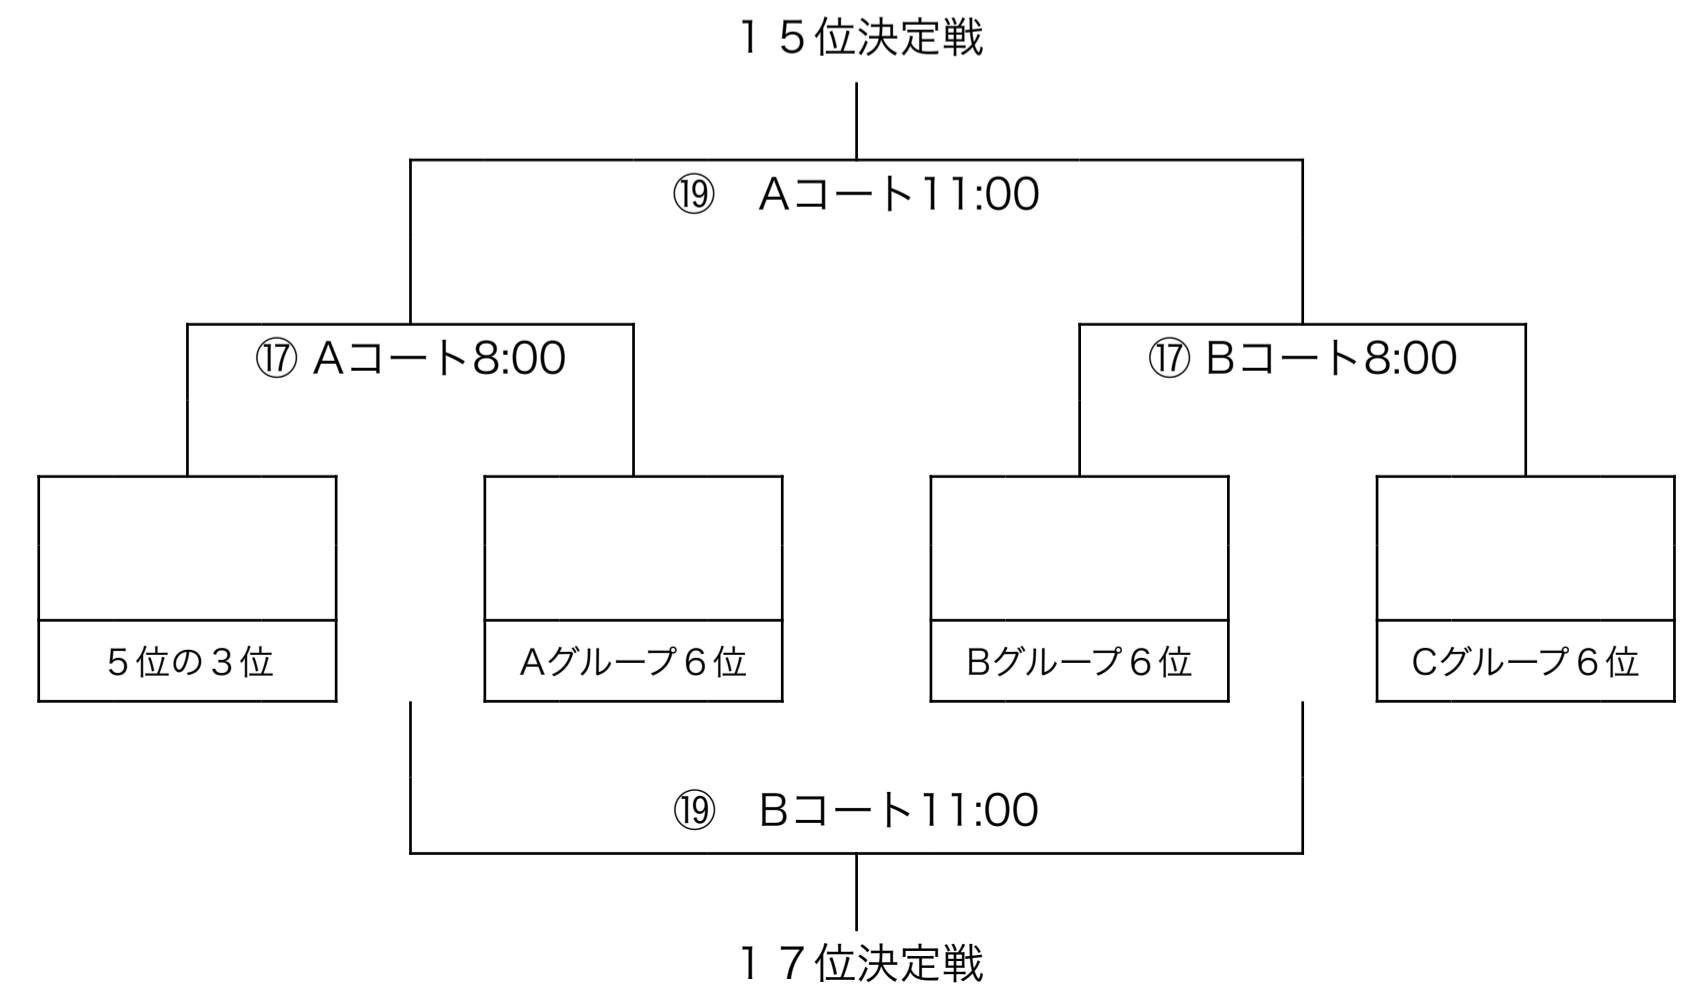 １５位決定戦
⑲　Aコート11:00
⑰ Aコート8:00
⑰ Bコート8:00
５位の３位
Aグループ６位
Bグループ６位
Cグループ６位
⑲　Bコート11:00
１７位決定戦